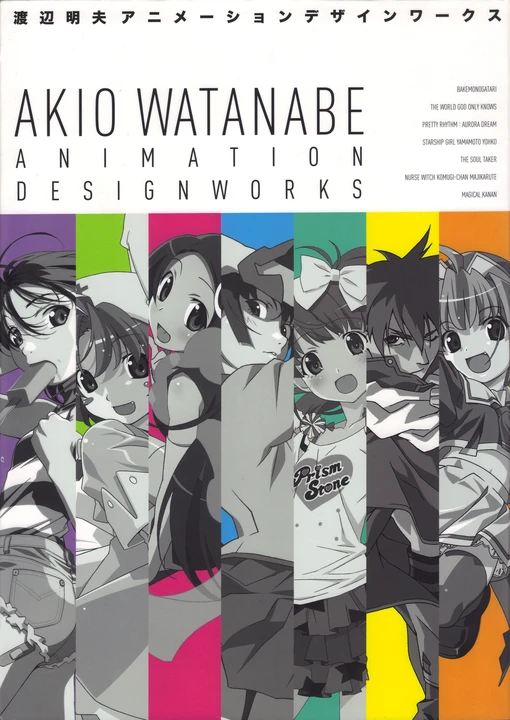 渡辺明夫アニメーションデザインワークス
AKIO WATANABE
ANIMATION
DESIGNWORKS
BAKEMONOGATARI
THE WORLD GOD ONLY KNOWS
PRETTY RHYTHM : AURORA DREAM
STARSHIP GIRL YAMAMOTO YOHKO
THE SOUL TAKER
NURSE WITCH KOMUGI-CHAN MAJIKARUTE
MAGICAL KANAN
Prism
Stone